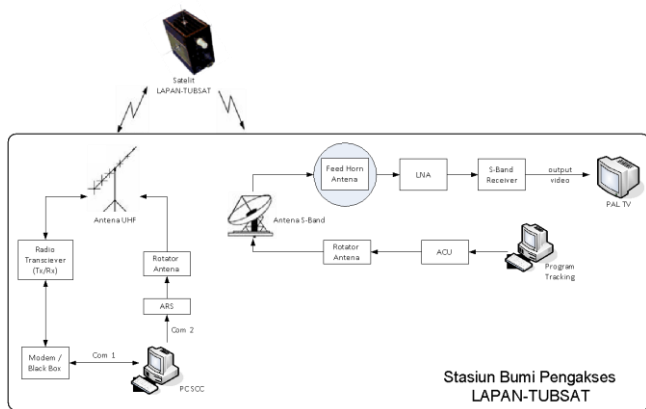 Satelit
LAPAN-TUBSAT
Feed Horn
Antena
LNA
S-Band
Receiver
output
video
PAL TV
Antena UHF
Antena S-Band
Radio
Transciever
(Tx/Rx)
Rotator
Antena
Rotator
Antena
ACU
Program
Tracking
ARS
Com 2
Modem /
Black Box
Com 1
PC SCC
Stasiun Bumi Pengakses
LAPAN-TUBSAT